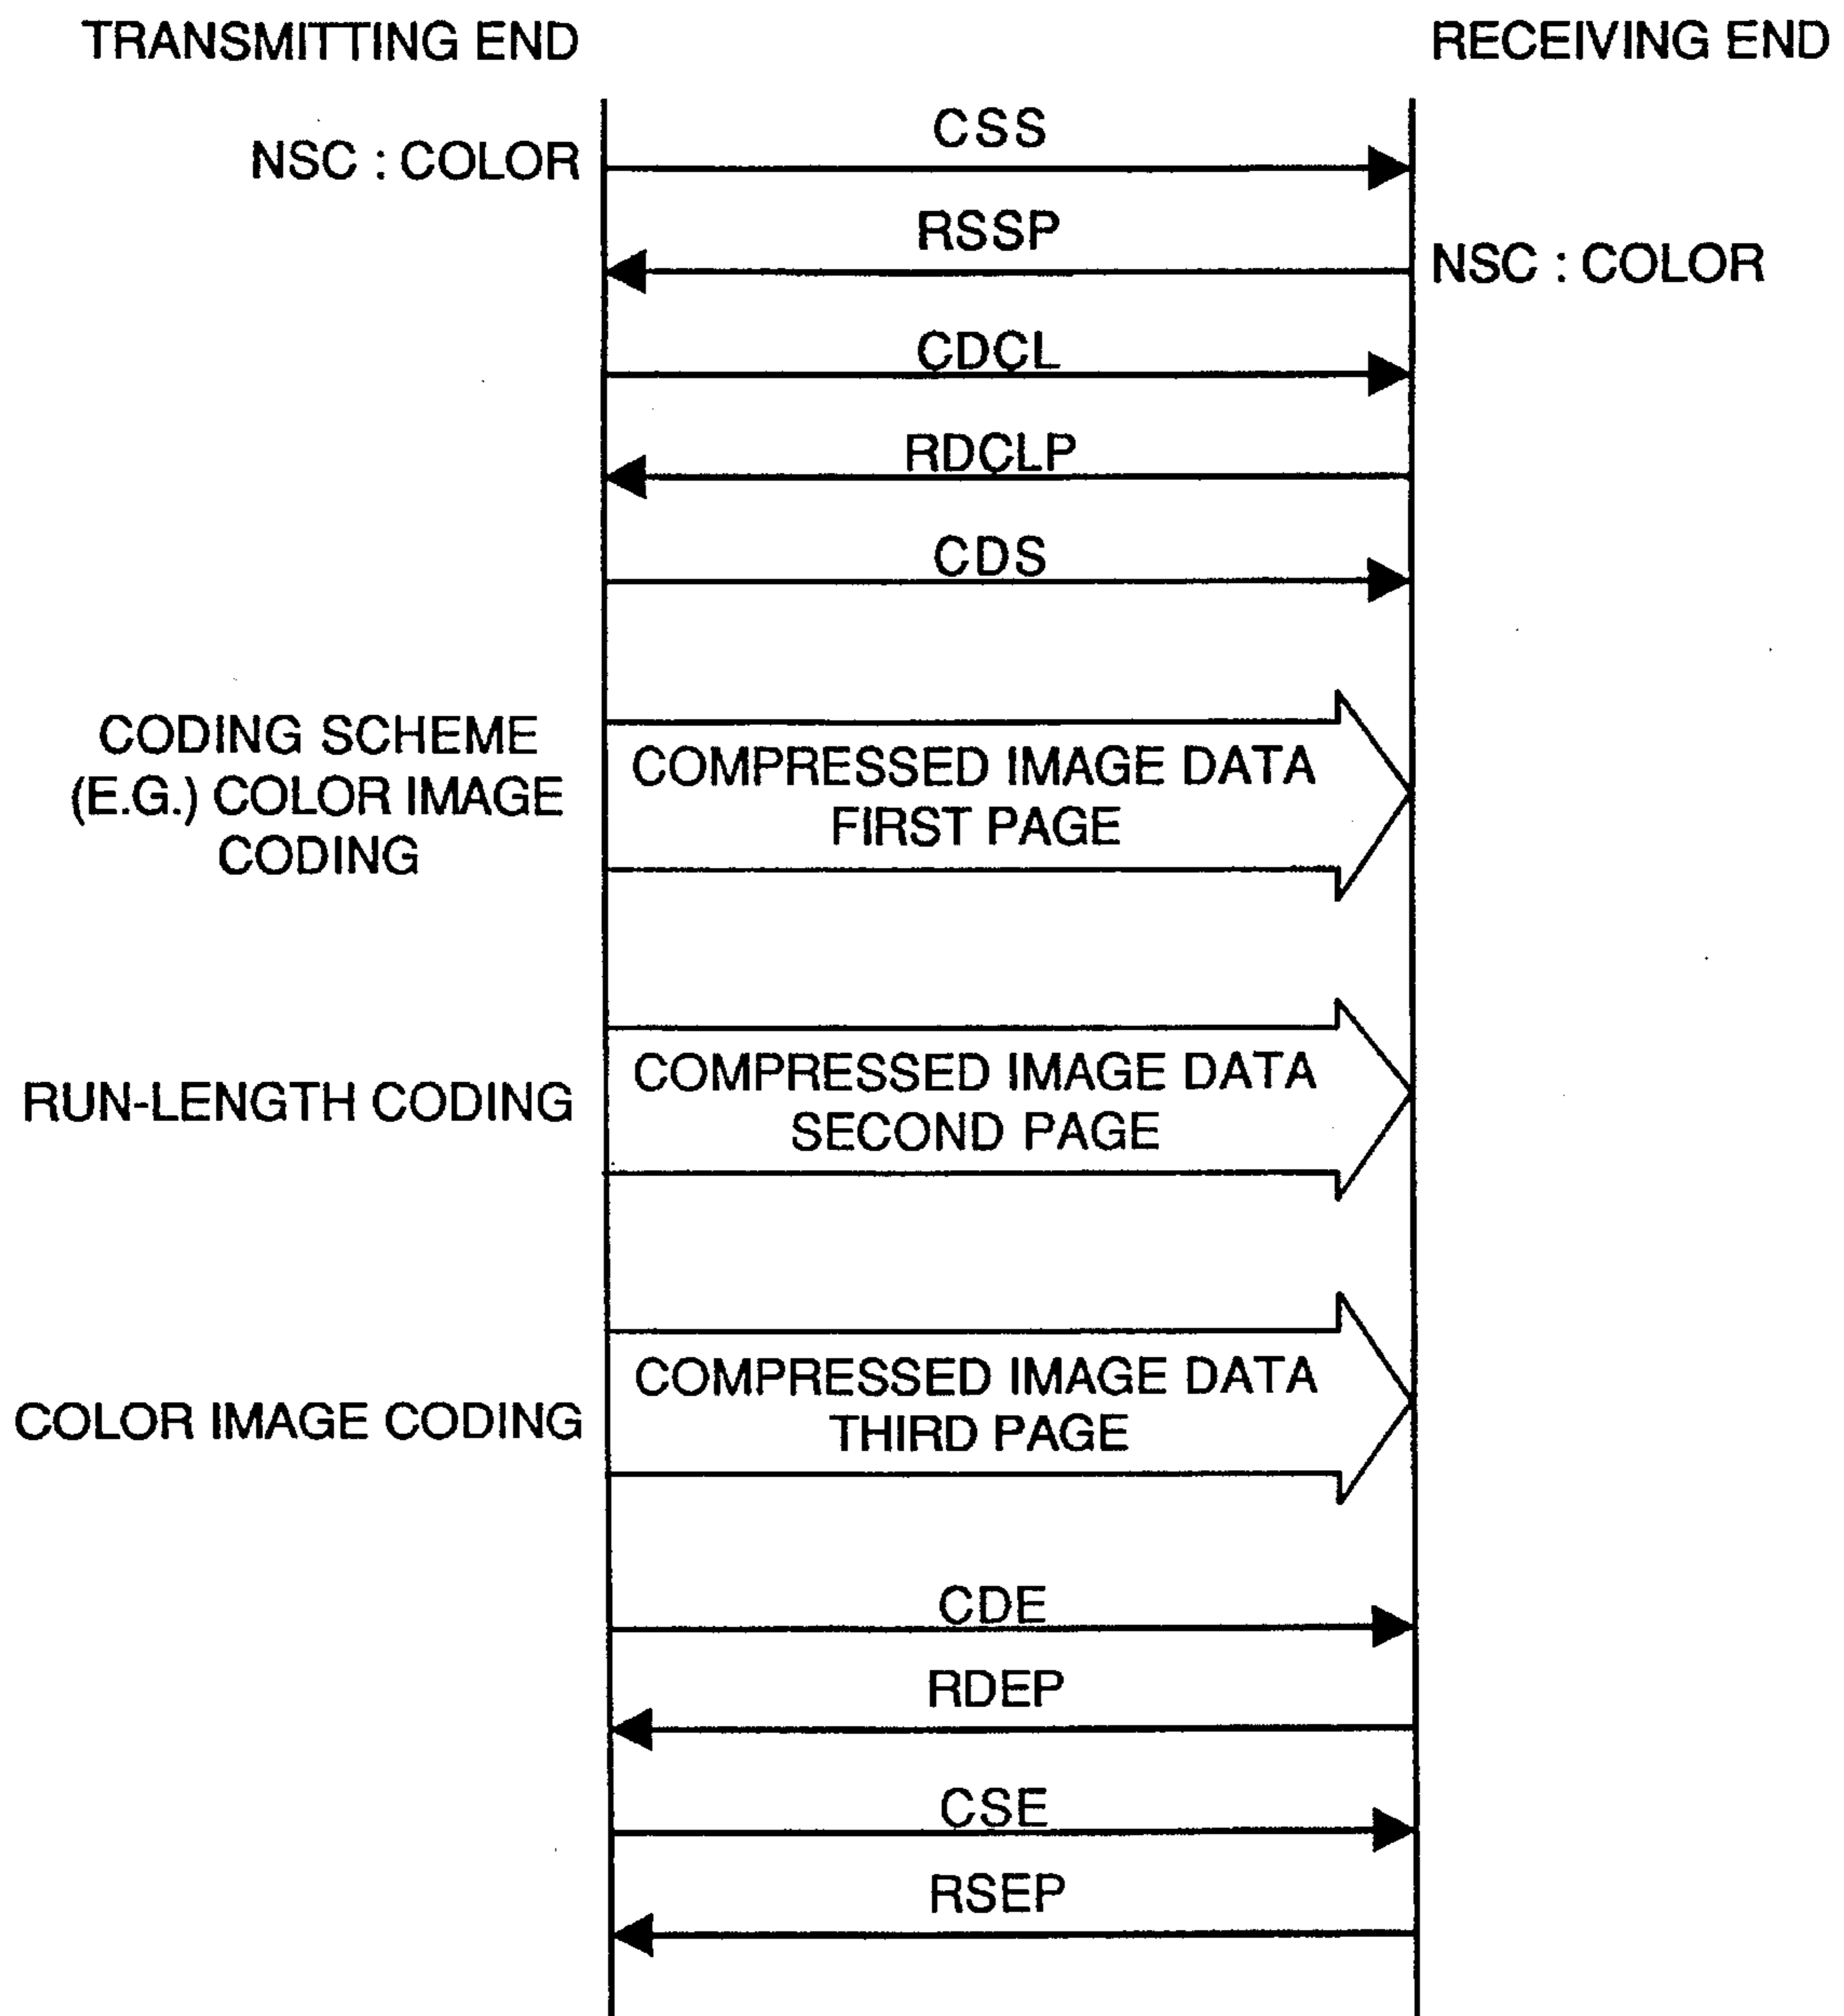 TRANSMITTING END
RECEIVING END
CSS
NSC : COLOR
RSSP
NSC : COLOR
CDCL
RDCLP
CDS
CODING SCHEME
(E.G.) COLOR IMAGE
CODING
COMPRESSED IMAGE DATA
FIRST PAGE
RUN-LENGTH CODING
COMPRESSED IMAGE DATA
SECOND PAGE
COLOR IMAGE CODING
COMPRESSED IMAGE DATA
THIRD PAGE
CDE
RDEP
CSE
RSEP